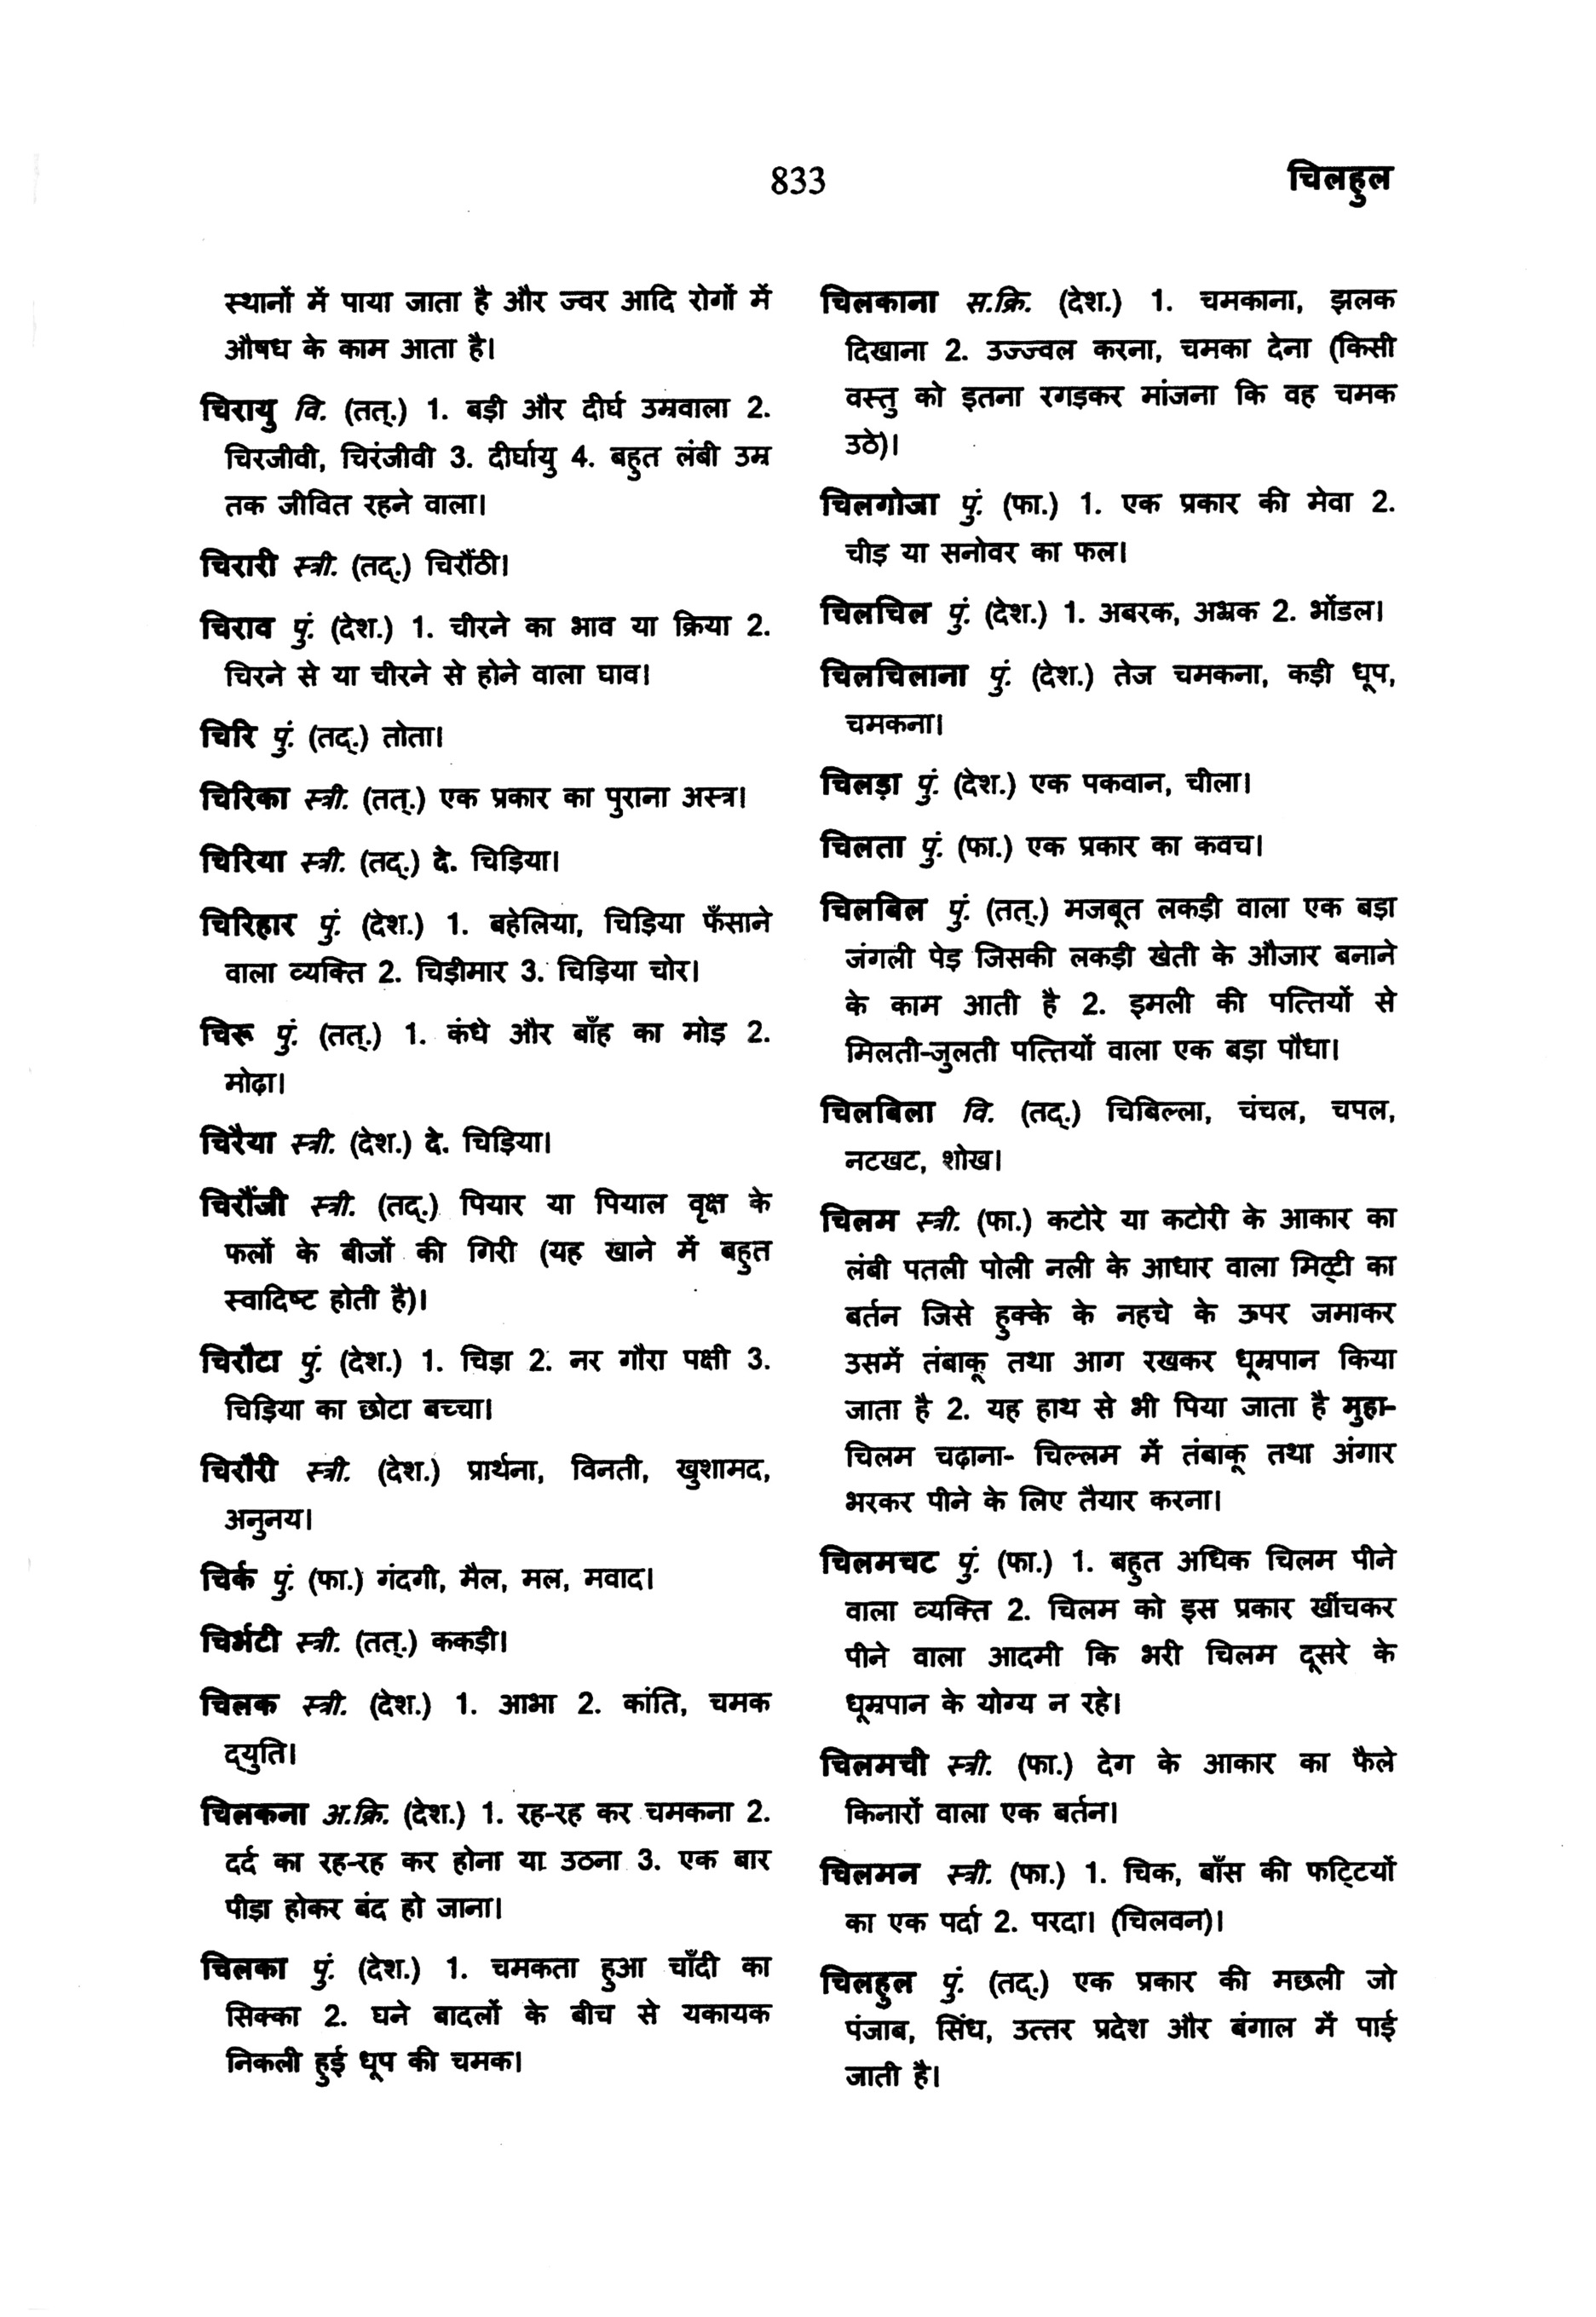 833
चिलहुल
स्थानों में पाया जाता है और ज्वर आदि रोगों में
औषध के काम आता है।
चिरायु वि. (तत्.) 1. बड़ी और दीर्घ उम्रवाला 2.
चिरजीवी, चिरंजीवी 3. दीर्घायु 4. बहुत लंबी उम्र
तक जीवित रहने वाला।
चिरारी स्त्री. (तद्.) चिरौंठी।
चिराव पुं. (देश.) 1. चीरने का भाव या क्रिया 2.
चिरने से या चीरने से होने वाला घाव।
चिरि पुं. (तद्.) तोता।
चिरिका स्त्री. (तत्.) एक प्रकार का पुराना अस्त्र।
चिरिया स्त्री. (तद्.) दे. चिड़िया।
चिरिहार पुं. (देश.) 1. बहेलिया, चिड़िया फँसाने
वाला व्यक्ति 2. चिड़ीमार 3. चिड़िया चोर।
चिरू पुं. (तत्.) 1. कंधे और बाँह का मोड़ 2.
मोढ़ा।
चिरैया स्त्री. (देश.) दे. चिड़िया।
चिरौंजी स्त्री. (तद्.) पियार या पियाल वृक्ष के
फलों के बीजों की गिरी (यह खाने में बहुत
स्वादिष्ट होती है)।
चिरौटा पुं. (देश.) 1. चिड़ा 2. नर गौरा पक्षी 3.
चिड़िया का छोटा बच्चा।
चिरौरी स्त्री. (देश.) प्रार्थना, विनती, खुशामद,
अनुनय।
चिर्क पुं. (फा.) गंदगी, मैल, मल, मवाद।
चिर्भटी स्त्री. (तत्.) ककड़ी।
चिलक स्त्री. (देश.) 1. आभा 2. कांति, चमक
द्युति।
चिलकना अ.क्रि. (देश.) 1. रह-रह कर चमकना 2.
दर्द का रह-रह कर होना या उठना 3. एक बार
पीड़ा होकर बंद हो जाना।
चिलका पुं. (देश.) 1. चमकता हुआ चाँदी का
सिक्का 2. घने बादलों के बीच से यकायक
निकली हुई धूप की चमक।
चिलकाना स.क्रि. (देश.) 1. चमकाना, झलक
दिखाना 2. उज्ज्वल करना, चमका देना (किसी
वस्तु को इतना रगड़कर मांजना कि वह चमक
उठे)।
चिलगोजा पुं. (फा.) 1. एक प्रकार की मेवा 2.
चीड़ या सनोवर का फल।
चिलचिल पुं. (देश.) 1. अबरक, अभ्रक 2. भोंडल।
चिलचिलाना पुं. (देश.) तेज चमकना, कड़ी धूप,
चमकना।
चिलड़ा पुं. (देश.) एक पकवान, चीला।
चिलता पुं. (फा.) एक प्रकार का कवच।
चिलबिल पुं. (तत्.) मजबूत लकड़ी वाला एक बड़ा
जंगली पेड़ जिसकी लकड़ी खेती के औजार बनाने
के काम आती है 2. इमली की पत्तियों से
मिलती-जुलती पत्तियों वाला एक बड़ा पौधा।
चिलबिला वि. (तद्.) चिबिल्ला, चंचल, चपल,
नटखट, शोख।
चिलम स्त्री. (फा.) कटोरे या कटोरी के आकार का
लंबी पतली पोली नली के आधार वाला मिट्टी का
बर्तन जिसे हुक्के के नहचे के ऊपर जमाकर
उसमें तंबाकू तथा आग रखकर धूम्रपान किया
जाता है 2. यह हाथ से भी पिया जाता है मुहा-
चिलम चढ़ाना- चिल्लम में तंबाकू तथा अंगार
भरकर पीने के लिए तैयार करना।
चिलमचट पुं. (फा.) 1. बहुत अधिक चिलम पीने
वाला व्यक्ति 2. चिलम को इस प्रकार खींचकर
पीने वाला आदमी कि भरी चिलम दूसरे के
धूम्रपान के योग्य न रहे।
चिलमची स्त्री. (फा.) देग के आकार का फैले
किनारों वाला एक बर्तन।
चिलमन स्त्री. (फा.) 1. चिक, बाँस की फट्टियों
का एक पर्दा 2. परदा। (चिलवन)।
चिलहुल पुं. (तद्.) एक प्रकार की मछली जो
पंजाब, सिंध, उत्तर प्रदेश और बंगाल में पाई
जाती है।